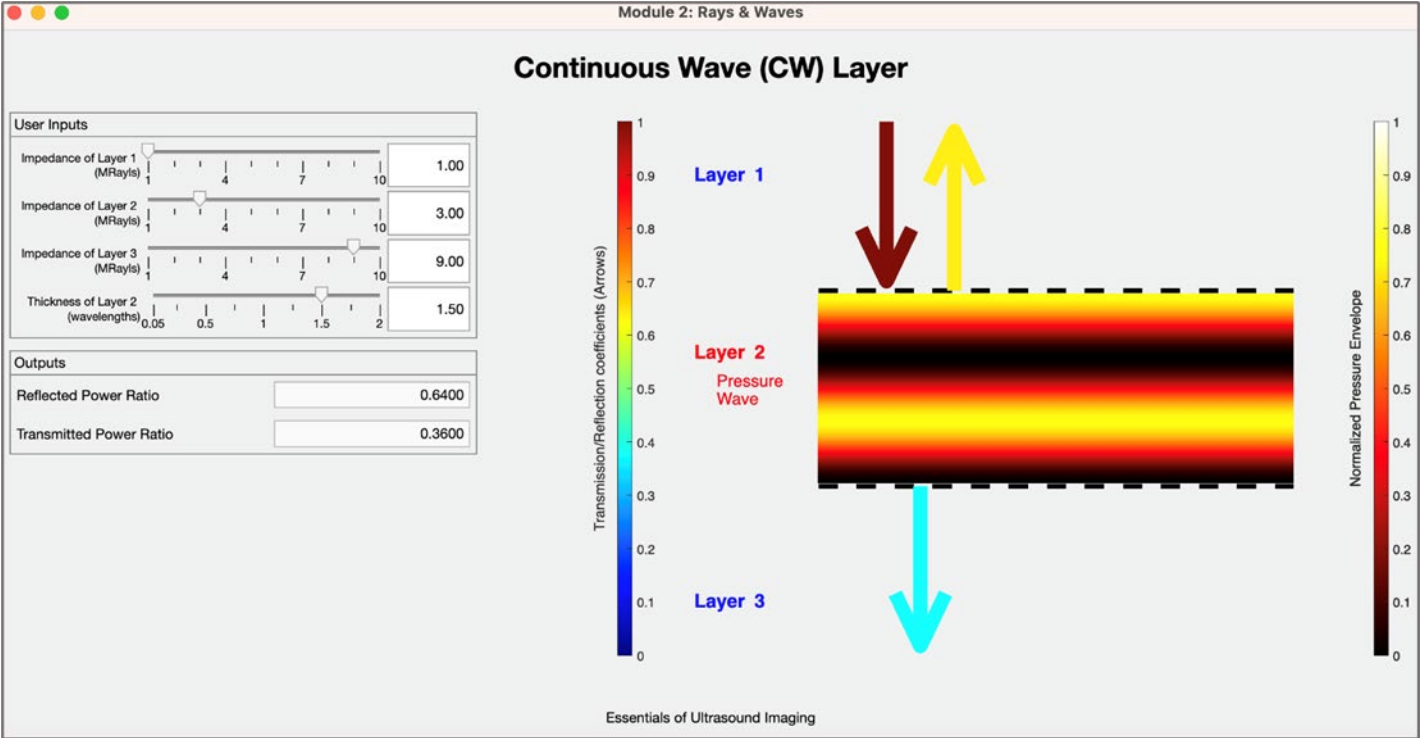 Module 2: Rays & Waves
Continuous Wave (CW) Layer
User Inputs
Impedance of Layer 1
(MRayls)
1 4 7 10
1.00
Impedance of Layer 2
(MRayls)
1 4 7 10
3.00
Impedance of Layer 3
(MRayls)
1 4 7 10
9.00
Thickness of Layer 2
(wavelengths)
0.05 0.5 1 1.5 2
1.50
Outputs
Reflected Power Ratio 0.6400
Transmitted Power Ratio 0.3600
Transmission/Reflection coefficients (Arrows)
1
0.9
0.8
0.7
0.6
0.5
0.4
0.3
0.2
0.1
0
Layer 1
Layer 2
Pressure
Wave
Layer 3
Normalized Pressure Envelope
1
0.9
0.8
0.7
0.6
0.5
0.4
0.3
0.2
0.1
0
Essentials of Ultrasound Imaging